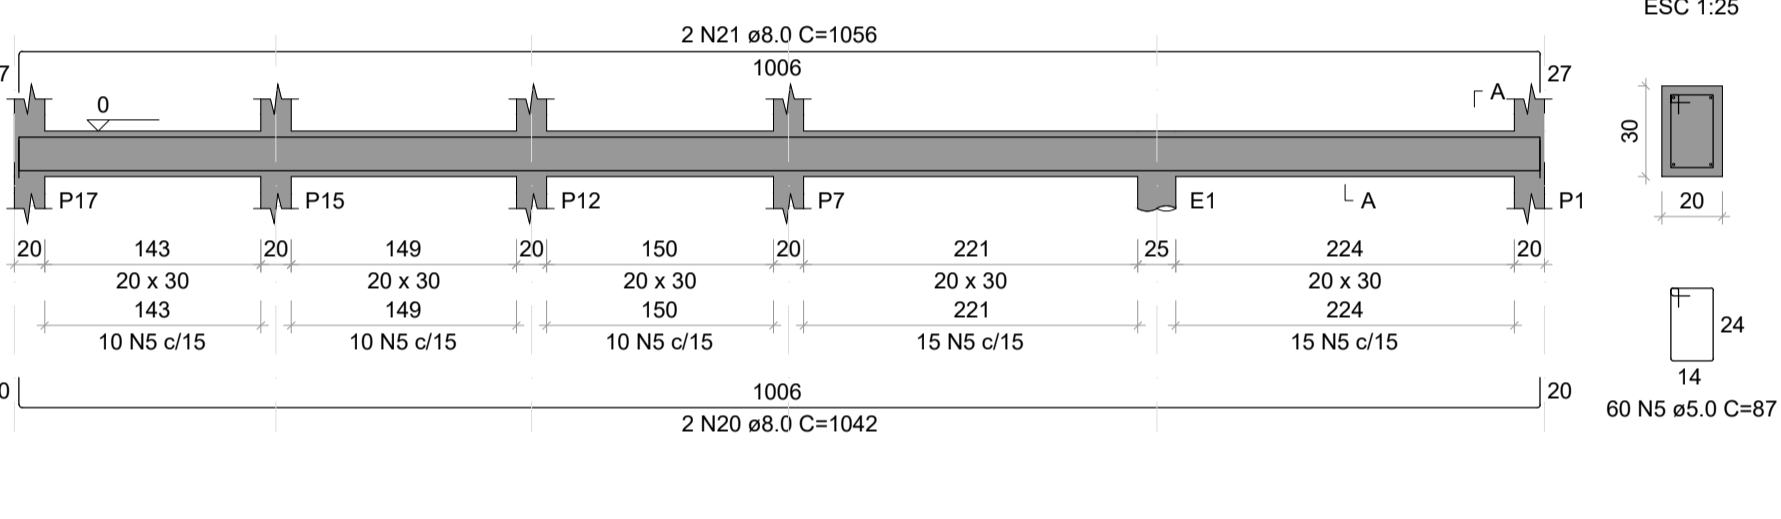 ESC 1:25
2 N21 ø8.0 C=1056
7 1006 27
0 A
30
P17 P15 P12 P7 E1 A P1
20
20 143 20 149 20 150 20 221 25 224 20
20 x 30 20 x 30 20 x 30 20 x 30 20 x 30
143 149 150 221 224
10 N5 c/15 10 N5 c/15 10 N5 c/15 15 N5 c/15 15 N5 c/15
24
14
0 1006 20
60 N5 ø5.0 C=87
2 N20 ø8.0 C=1042